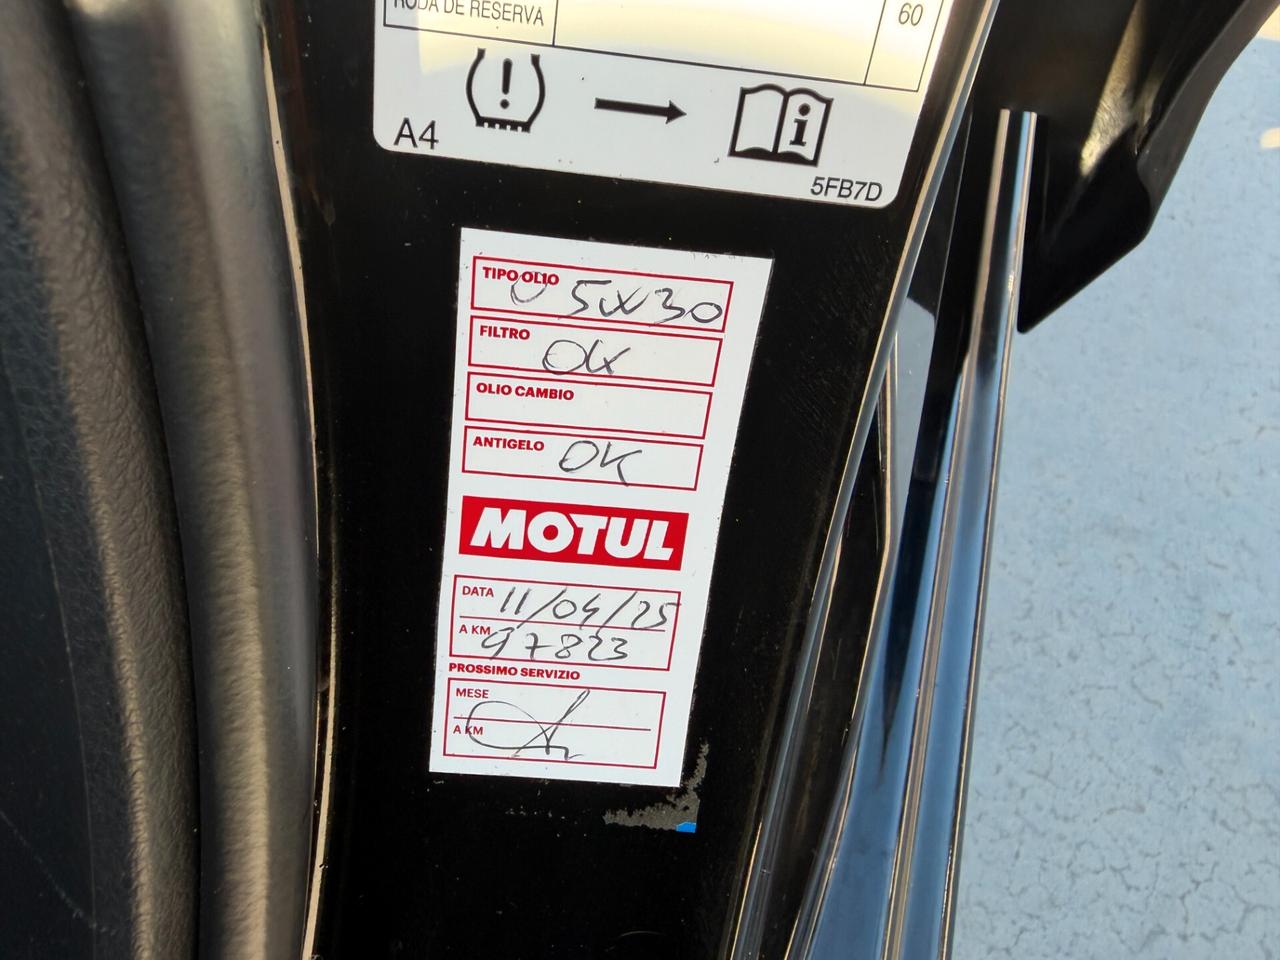 RODA DE RESERVA 60
A4
5FB7D
TIPO OLIO 5W30
FILTRO OK
OLIO CAMBIO
ANTIGELO OK
MOTUL
DATA 11/04/25
A KM 97823
PROSSIMO SERVIZIO
MESE
A KM